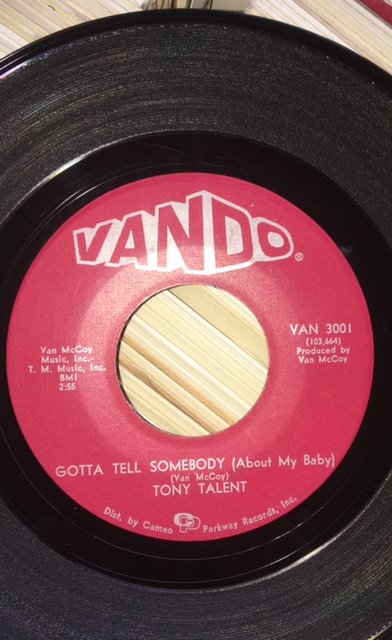 VANDO®
VAN 3001
(103,664)
Produced by
Van McCoy
Van McCoy
Music, Inc.-
T. M. Music, Inc.
BMI
2:55
GOTTA TELL SOMEBODY (About My Baby)
(Van McCoy)
TONY TALENT
Dist. by Cameo CP Parkway Records, Inc.